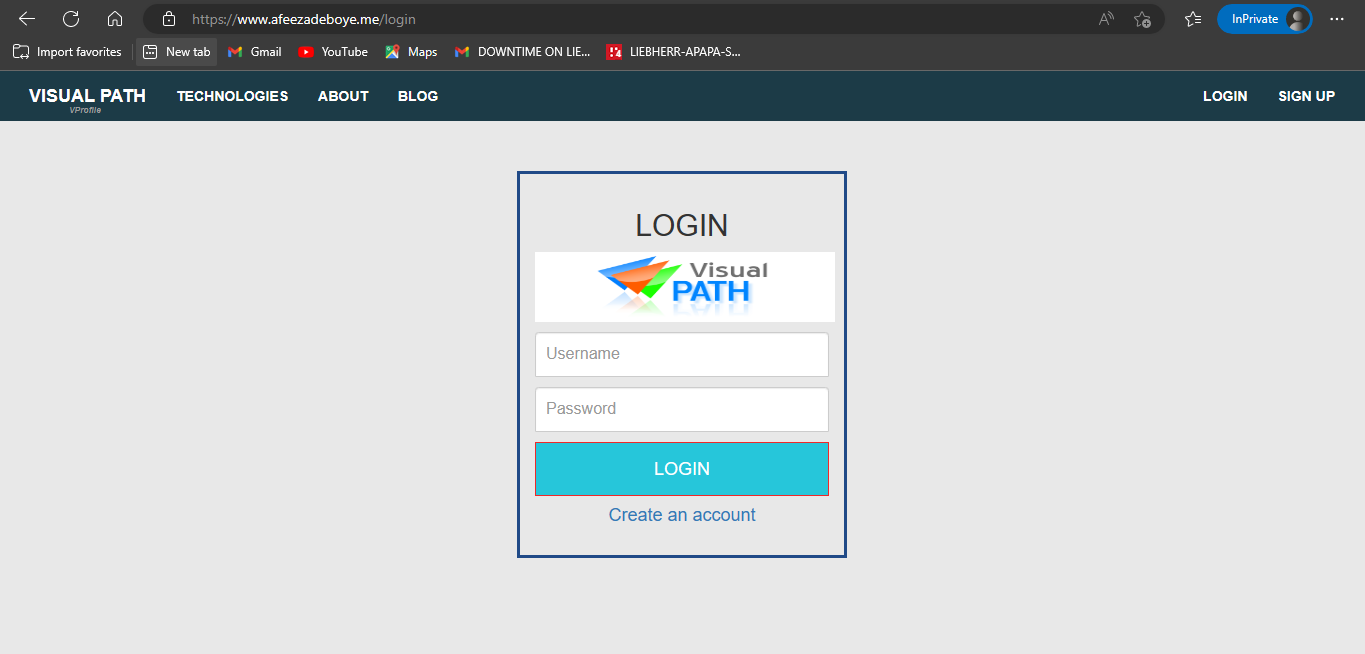 https://www.afeezadeboye.me/login
InPrivate
Import favorites
New tab
Gmail
YouTube
Maps
DOWNTIME ON LIE...
LIEBHERR-APAPA-S...
VISUAL PATH
VProfile
TECHNOLOGIES
ABOUT
BLOG
LOGIN
SIGN UP
LOGIN
Visual
PATH
Username
Password
LOGIN
Create an account